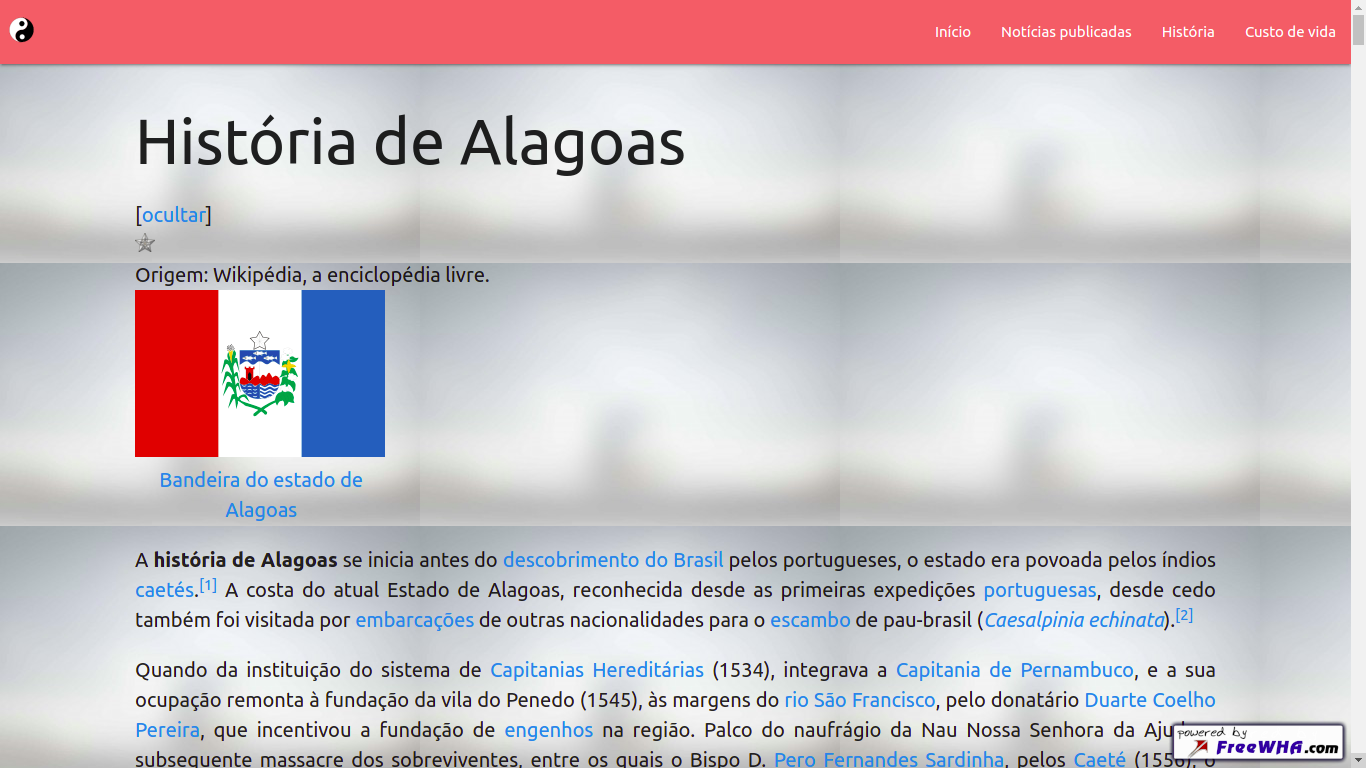 Início Notícias publicadas História Custo de vida
História de Alagoas
[ocultar]
Origem: Wikipédia, a enciclopédia livre.
Bandeira do estado de
Alagoas
A história de Alagoas se inicia antes do descobrimento do Brasil pelos portugueses, o estado era povoada pelos índios
caetés.[1] A costa do atual Estado de Alagoas, reconhecida desde as primeiras expedições portuguesas, desde cedo
também foi visitada por embarcações de outras nacionalidades para o escambo de pau-brasil (Caesalpinia echinata).[2]
Quando da instituição do sistema de Capitanias Hereditárias (1534), integrava a Capitania de Pernambuco, e a sua
ocupação remonta à fundação da vila do Penedo (1545), às margens do rio São Francisco, pelo donatário Duarte Coelho
Pereira, que incentivou a fundação de engenhos na região. Palco do naufrágio da Nau Nossa Senhora da
subsequente massacre dos sobreviventes, entre os quais o Bispo D. Pero Fernandes Sardinha, pelos Caeté (1556), o
powered by
FreeWHA.com